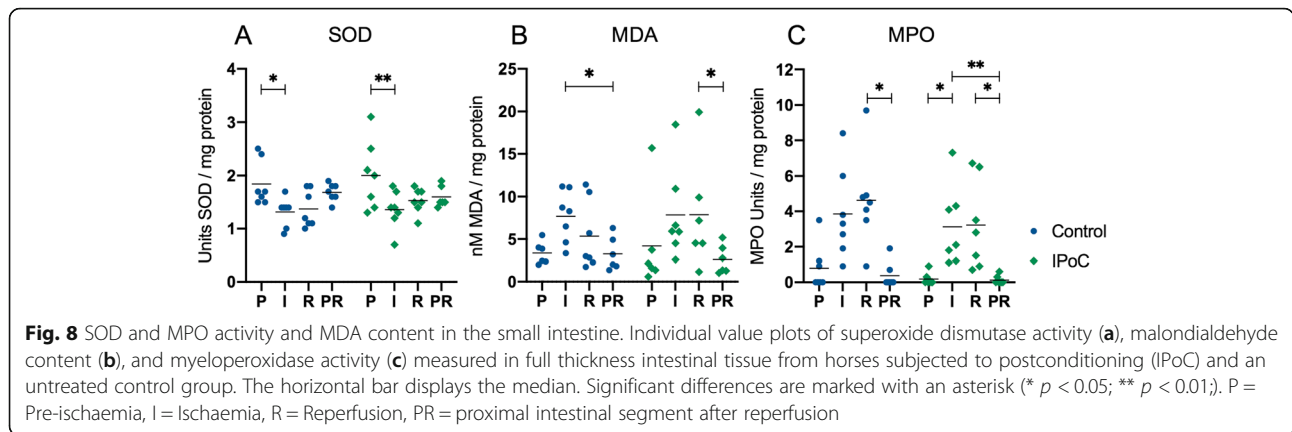 A SOD
B MDA
C MPO
* **
* *
* * ** *
Units SOD / mg protein
4
3
2
1
0
P I R PR P I R PR
nM MDA / mg protein
25
20
15
10
5
0
P I R PR P I R PR
MPO Units / mg protein
12
10
8
6
4
2
0
P I R PR P I R PR
Control
IPoC
Fig. 8 SOD and MPO activity and MDA content in the small intestine. Individual value plots of superoxide dismutase activity (a), malondialdehyde
content (b), and myeloperoxidase activity (c) measured in full thickness intestinal tissue from horses subjected to postconditioning (IPoC) and an
untreated control group. The horizontal bar displays the median. Significant differences are marked with an asterisk (* p < 0.05; ** p < 0.01;). P =
Pre-ischaemia, I = Ischaemia, R = Reperfusion, PR = proximal intestinal segment after reperfusion